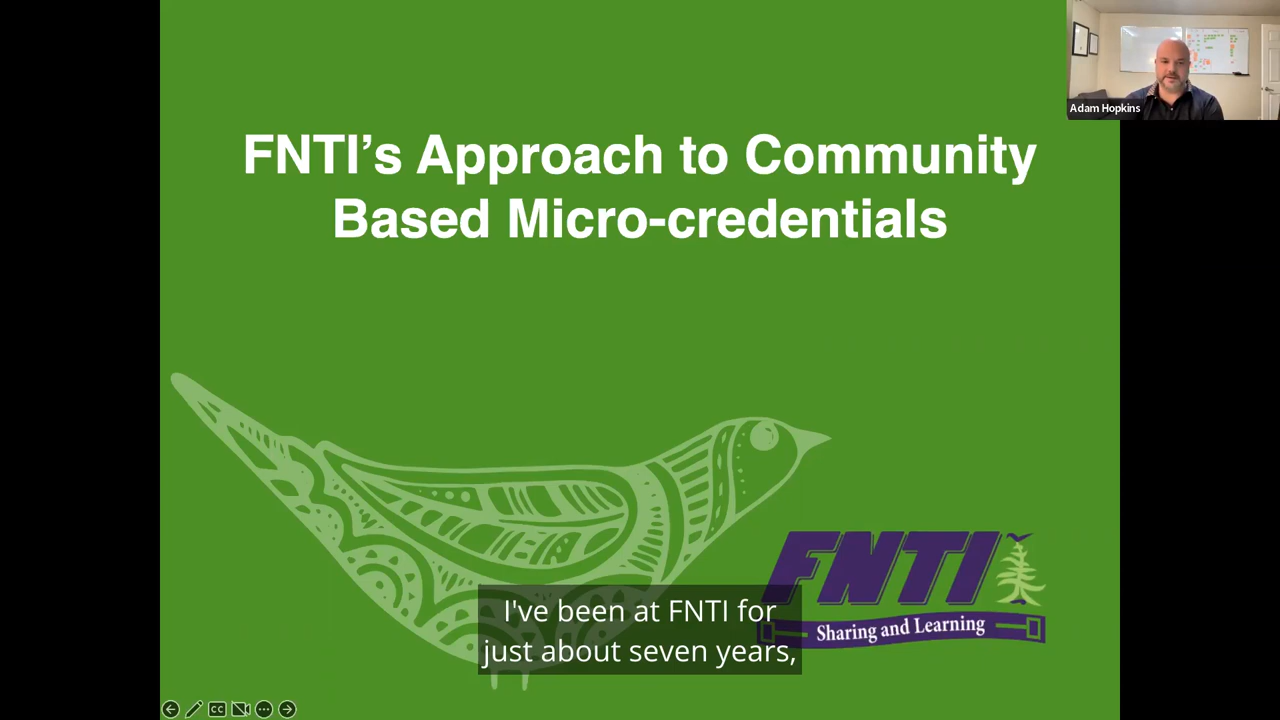 Adam Hopkins
FNTI’s Approach to Community
Based Micro-credentials
FNTI
Sharing and Learning
I've been at FNTI for
just about seven years,
CC